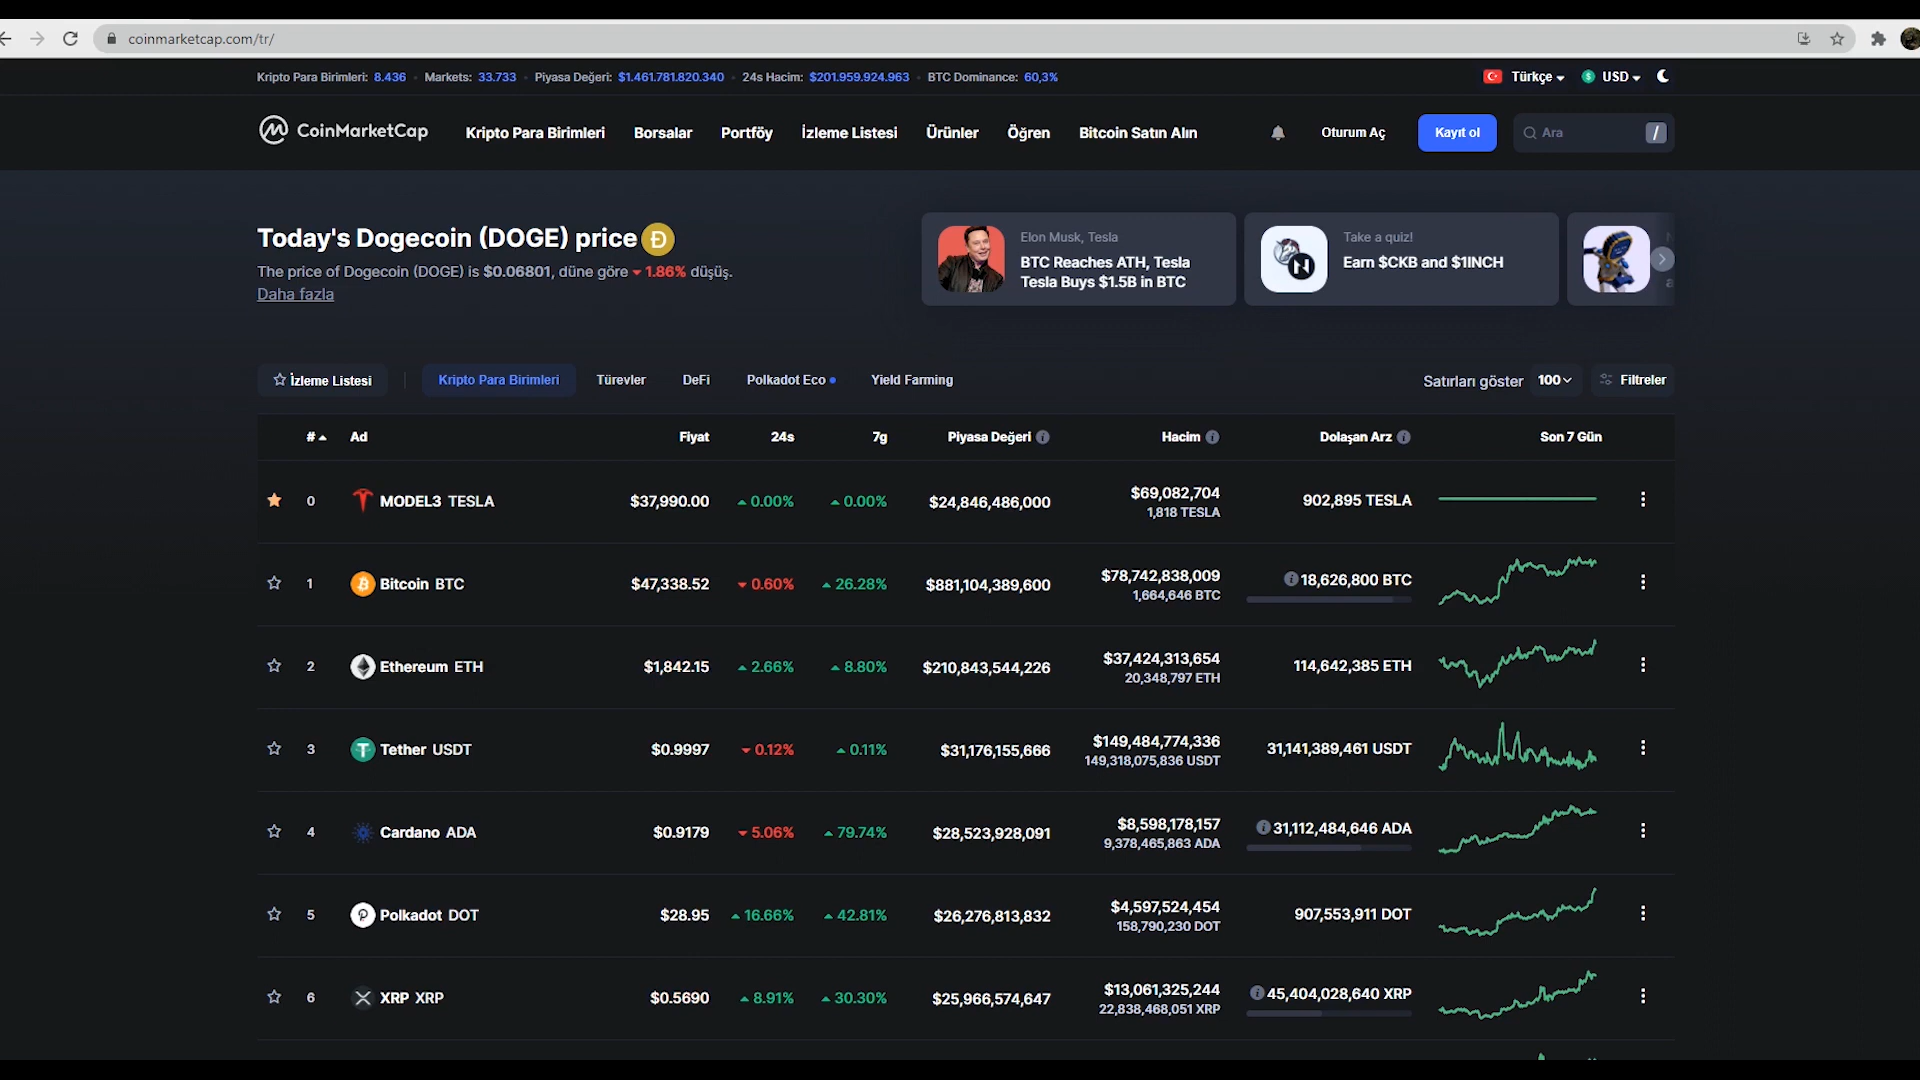 coinmarketcap.com/tr/
Kripto Para Birimleri: 8.436 Markets: 33.733 Piyasa Değeri: $1.461.781.820.340 24s Hacim: $201.959.924.963 BTC Dominance: 60,3% Türkçe USD
CoinMarketCap Kripto Para Birimleri Borsalar Portföy İzleme Listesi Ürünler Öğren Bitcoin Satın Alın Oturum Aç Kayıt ol Ara /
Today's Dogecoin (DOGE) price
The price of Dogecoin (DOGE) is $0.06801, düne göre 1.86% düşüş.
Daha fazla
Elon Musk, Tesla
BTC Reaches ATH, Tesla
Tesla Buys $1.5B in BTC
Take a quiz!
Earn $CKB and $1INCH
İzleme Listesi Kripto Para Birimleri Türevler DeFi Polkadot Eco Yield Farming Satırları göster 100 Filtreler
# Ad Fiyat 24s 7g Piyasa Değeri Hacim Dolaşan Arz Son 7 Gün
0 MODEL3 TESLA $37,990.00 0.00% 0.00% $24,846,486,000 $69,082,704 902,895 TESLA
1,818 TESLA
1 Bitcoin BTC $47,338.52 0.60% 26.28% $881,104,389,600 $78,742,838,009 18,626,800 BTC
1,664,646 BTC
2 Ethereum ETH $1,842.15 2.66% 8.80% $210,843,544,226 $37,424,313,654 114,642,385 ETH
20,348,797 ETH
3 Tether USDT $0.9997 0.12% 0.11% $31,176,155,666 $149,484,774,336 31,141,389,461 USDT
149,318,075,836 USDT
4 Cardano ADA $0.9179 5.06% 79.74% $28,523,928,091 $8,598,178,157 31,112,484,646 ADA
9,378,465,863 ADA
5 Polkadot DOT $28.95 16.66% 42.81% $26,276,813,832 $4,597,524,454 907,553,911 DOT
158,790,230 DOT
6 XRP XRP $0.5690 8.91% 30.30% $25,966,574,647 $13,061,325,244 45,404,028,640 XRP
22,838,468,051 XRP